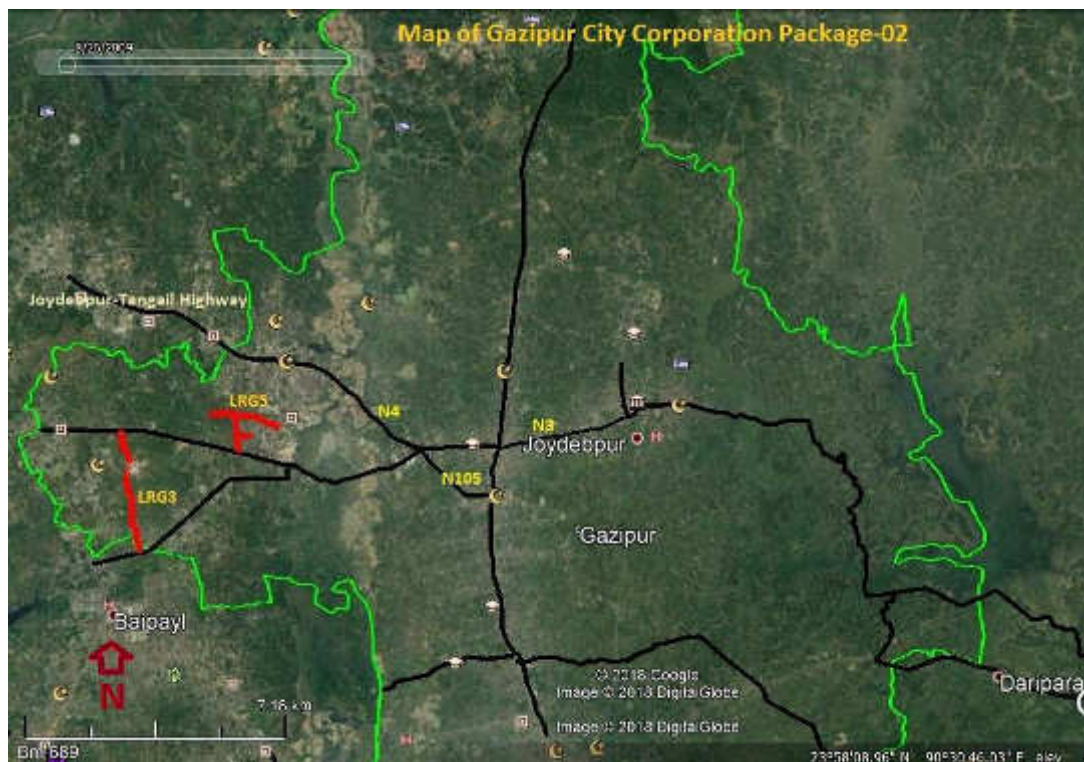 Map of Gazipur City Corporation Package-02
Joydebpur-Tangail Highway
LRG5
N4
N3
Joydebpur
H
N105
LRG3
Gazipur
H
Baipayl
N
© 2018 Google
Image © 2018 DigitalGlobe
Daripara
7.16 km
Image © 2018 DigitalGlobe
H
23°58'08.96" N 90°30'46.03" E elev